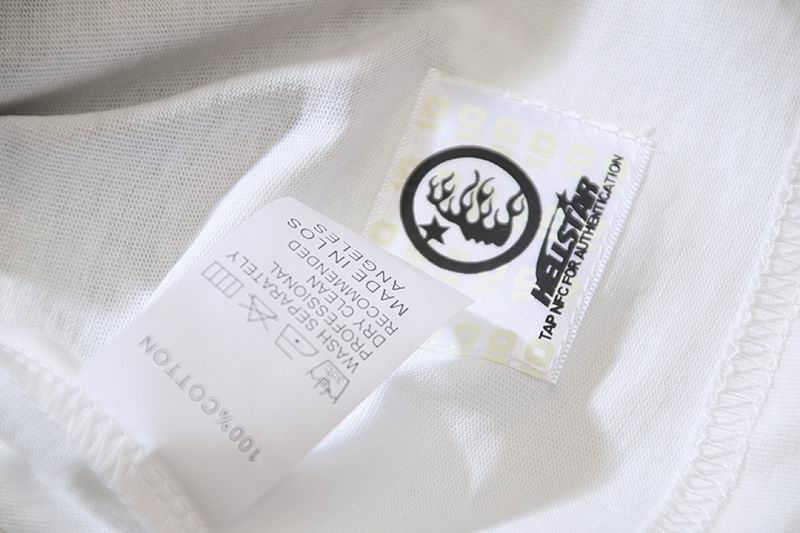 HELLSTAR
TAP NFC FOR AUTHENTICATION
100%COTTON
WASH SEPARATELY
PROFESSIONAL
DRY CLEAN
RECOMMENDED
MADE IN LOS
ANGELES